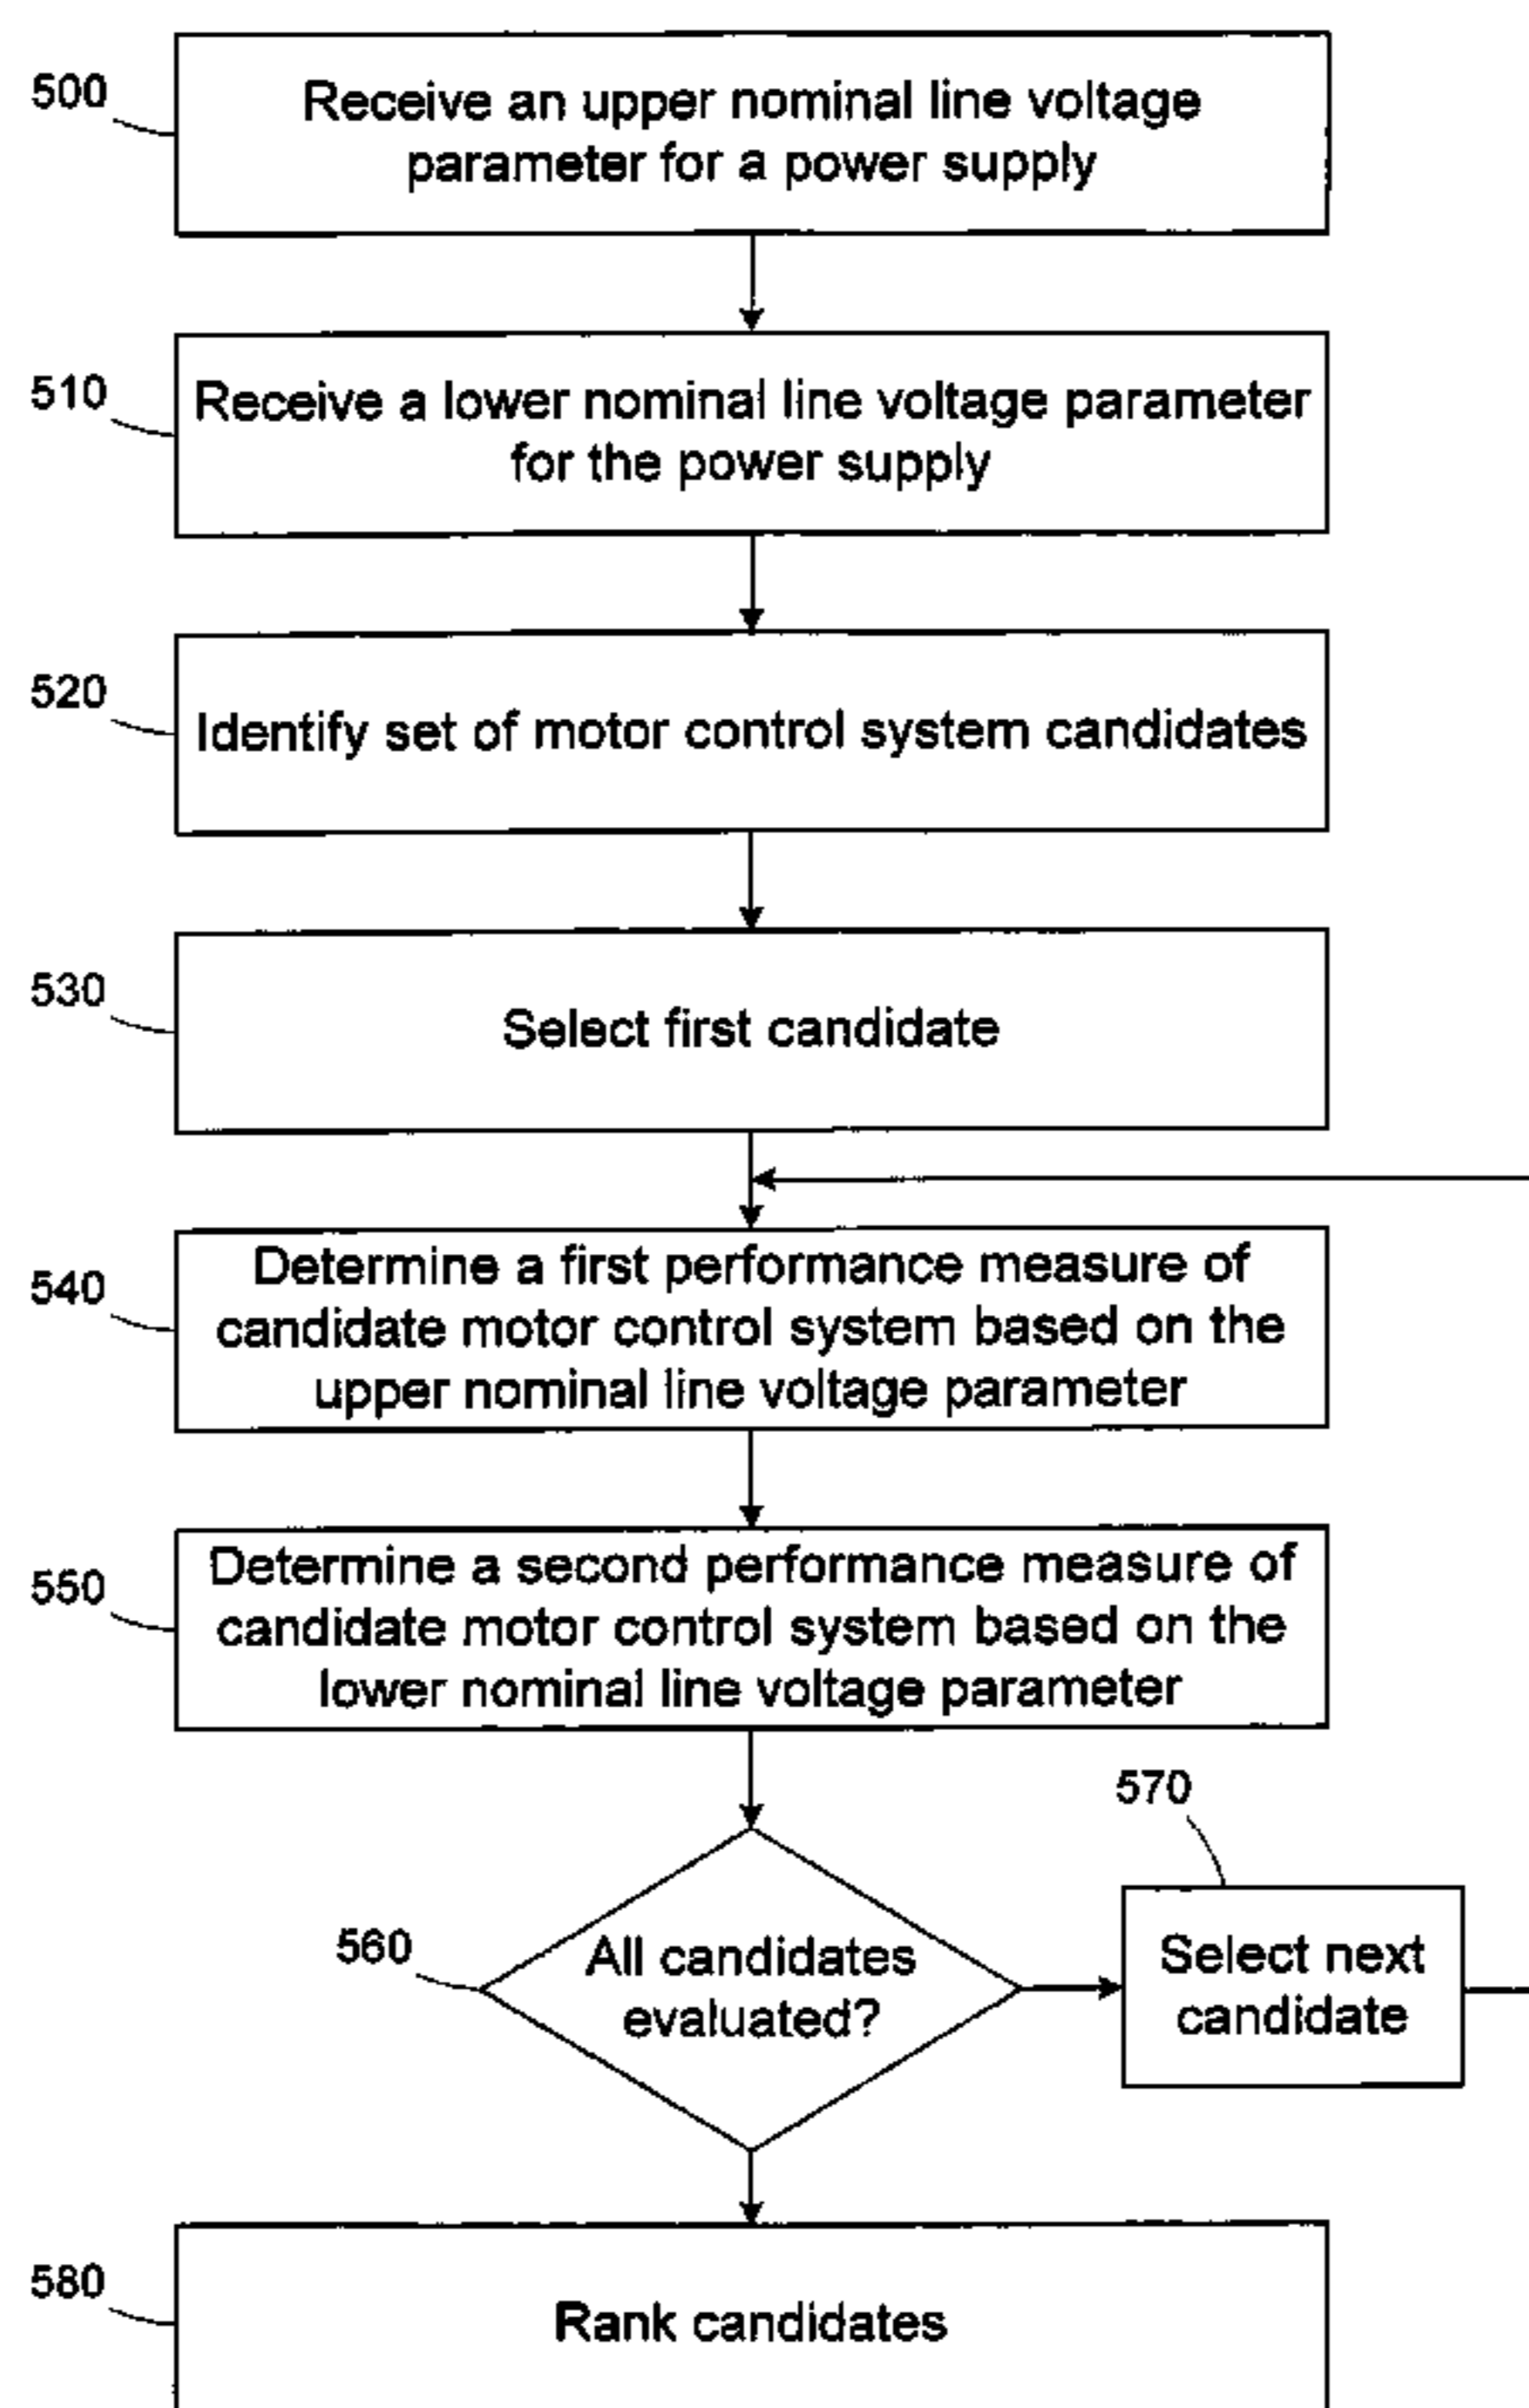 500
Receive an upper nominal line voltage
parameter for a power supply
510
Receive a lower nominal line voltage parameter
for the power supply
520
Identify set of motor control system candidates
530
Select first candidate
540
Determine a first performance measure of
candidate motor control system based on the
upper nominal line voltage parameter
550
Determine a second performance measure of
candidate motor control system based on the
lower nominal line voltage parameter
560
All candidates
evaluated?
570
Select next
candidate
580
Rank candidates